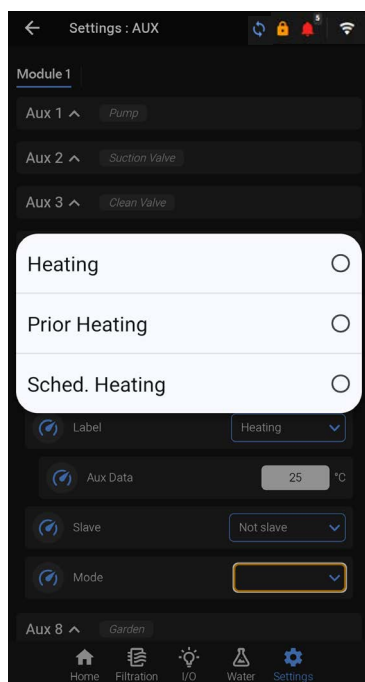 Settings : AUX
5
Module 1
Aux 1 Pump
Aux 2 Suction Valve
Aux 3 Clean Valve
Heating
Prior Heating
Sched. Heating
Label Heating
Aux Data 25 °C
Slave Not slave
Mode
Aux 8 Garden
Home Filtration I/O Water Settings